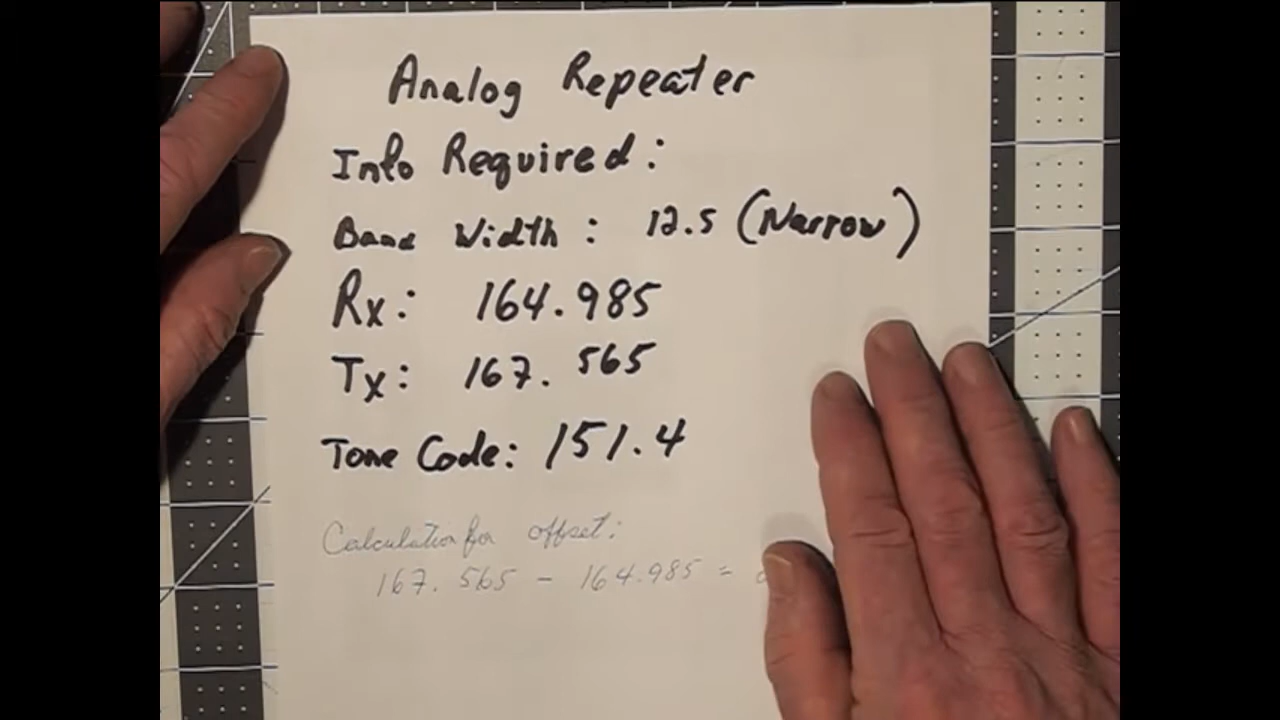 Analog Repeater
Info Required:
Band Width: 12.5 (Narrow)
Rx: 164.985
Tx: 167.565
Tone Code: 151.4
Calculation for offset:
167.565 - 164.985 =